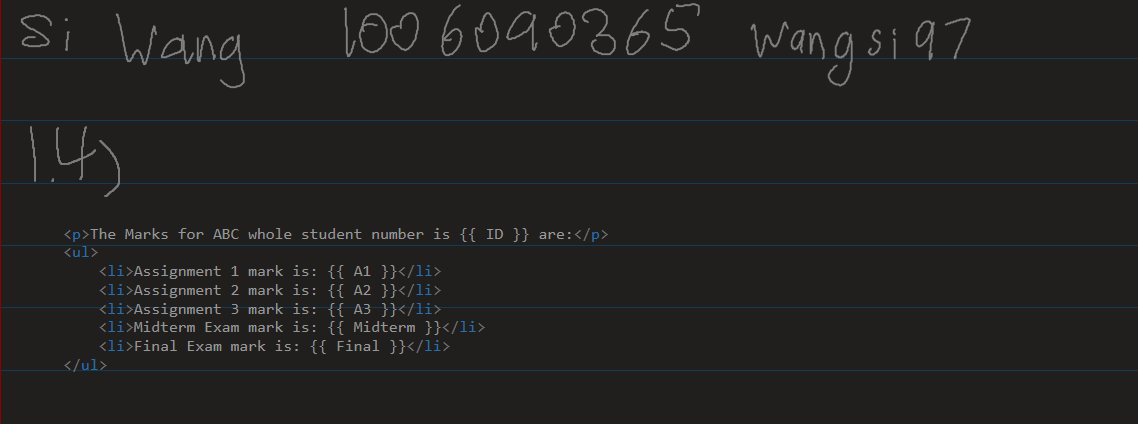 Si Wang 1006090365 wangsi97
1.4)
<p>The Marks for ABC whole student number is {{ ID }} are:</p>
<ul>
<li>Assignment 1 mark is: {{ A1 }}</li>
<li>Assignment 2 mark is: {{ A2 }}</li>
<li>Assignment 3 mark is: {{ A3 }}</li>
<li>Midterm Exam mark is: {{ Midterm }}</li>
<li>Final Exam mark is: {{ Final }}</li>
</ul>